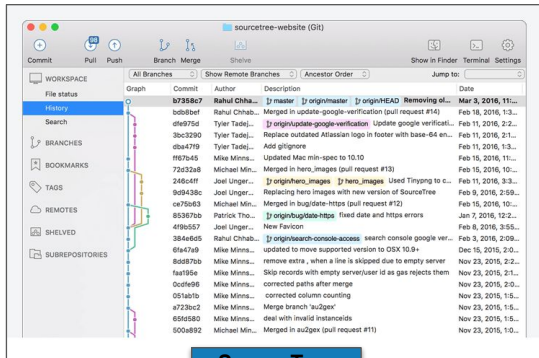 sourcetree-website (Git)
98
Commit Pull Push Branch Merge Shelve Show in Finder Terminal Settings
WORKSPACE
File status
History
Search
BRANCHES
BOOKMARKS
TAGS
REMOTES
SHELVED
SUBREPOSITORIES
All Branches Show Remote Branches Ancestor Order Jump to:
Graph Commit Author Description Date
b7358c7 Rahul Chha... master origin/master origin/HEAD Removing ol... Mar 3, 2016, 11:...
bdb8bef Rahul Chhab... Merged in update-google-verification (pull request #14) Feb 18, 2016, 1:3...
dfe975d Tyler Tadej... origin/update-google-verification Update google verificati... Feb 11, 2016, 2:2...
3bc3290 Tyler Tadej... Replace outdated Atlassian logo in footer with base-64 en... Feb 11, 2016, 2:1...
dba47f9 Tyler Tadej... Add gitignore Feb 11, 2016, 1:3...
ff67b45 Mike Minns... Updated Mac min-spec to 10.10 Feb 15, 2016, 11:...
72d32a8 Michael Min... Merged in hero_images (pull request #13) Feb 15, 2016, 10:...
246c4ff Joel Unger... origin/hero_images hero_images Used Tinypng to c... Feb 11, 2016, 3:3...
9d9438c Joel Unger... Replacing hero images with new version of SourceTree Feb 9, 2016, 2:59...
ce75b63 Michael Min... Merged in bug/date-https (pull request #12) Feb 15, 2016, 10:...
85367bb Patrick Tho... origin/bug/date-https fixed date and https errors Jan 7, 2016, 12:2...
4f9b557 Joel Unger... New Favicon Feb 8, 2016, 3:55...
384e6d5 Rahul Chhab... origin/search-console-access search console google ver... Feb 3, 2016, 2:09...
6fa47a9 Mike Minns... updated to move supported version to OSX 10.9+ Dec 15, 2015, 2:0...
8dd87bb Mike Minns... remove extra , when a line is skipped due to empty server Nov 23, 2015, 2:2...
faa195e Mike Minns... Skip records with empty server/user id as gas rejects them Nov 23, 2015, 2:1...
0cdfe96 Mike Minns... corrected paths after merge Nov 23, 2015, 2:0...
051ab1b Mike Minns... corrected column counting Nov 23, 2015, 1:5...
a723bc2 Mike Minns... Merge branch 'au2gex' Nov 23, 2015, 1:5...
65fd580 Mike Minns... deal with invalid instanceids Nov 23, 2015, 1:5...
500a892 Michael Min... Merged in au2gex (pull request #11) Nov 23, 2015, 1:0...